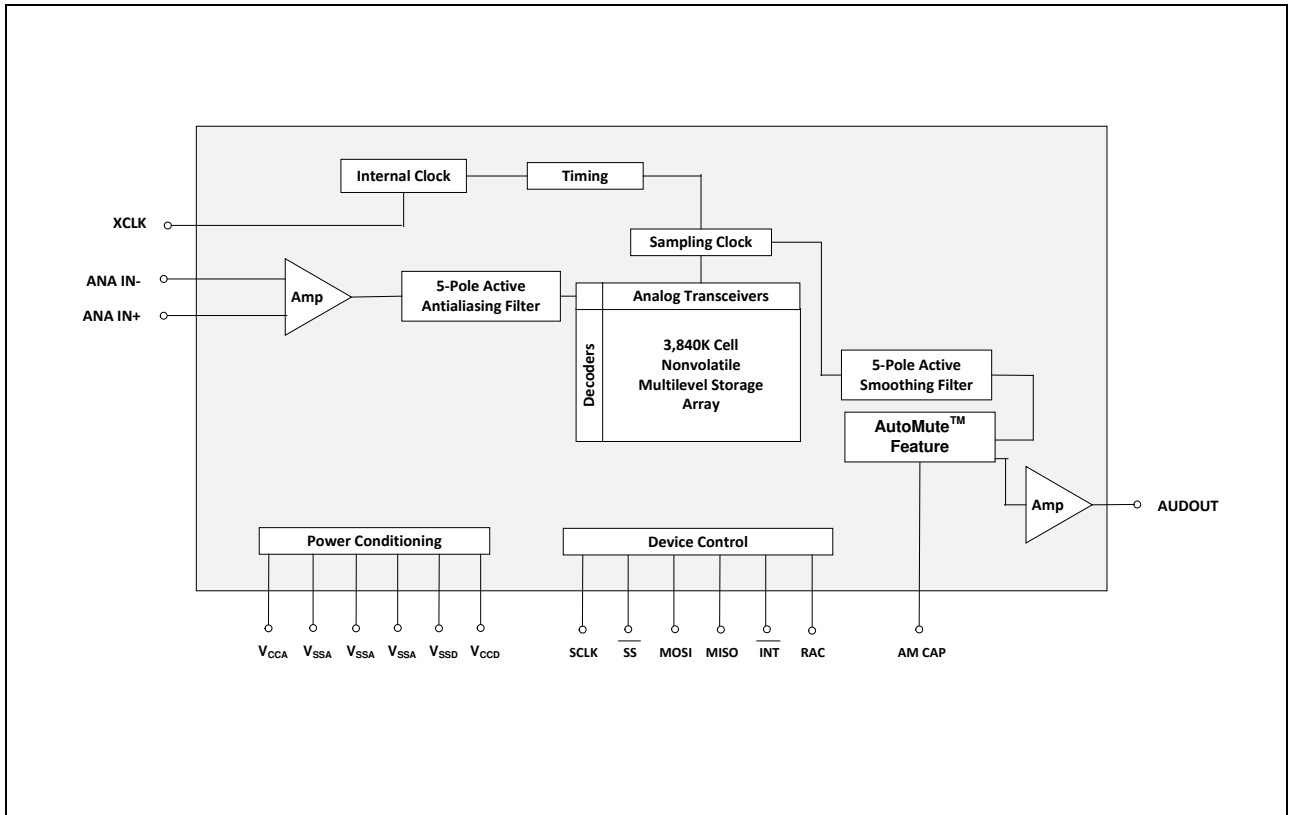 Internal Clock
Timing
XCLK
Sampling Clock
ANA IN-
ANA IN+
Amp
5-Pole Active
Antialiasing Filter
Analog Transceivers
Decoders
3,840K Cell
Nonvolatile
Multilevel Storage
Array
5-Pole Active
Smoothing Filter
AutoMute™
Feature
Amp
AUDOUT
Power Conditioning
Device Control
VCCA VSSA VSSA VSSA VSSD VCCD
SCLK SS MOSI MISO INT RAC
AM CAP